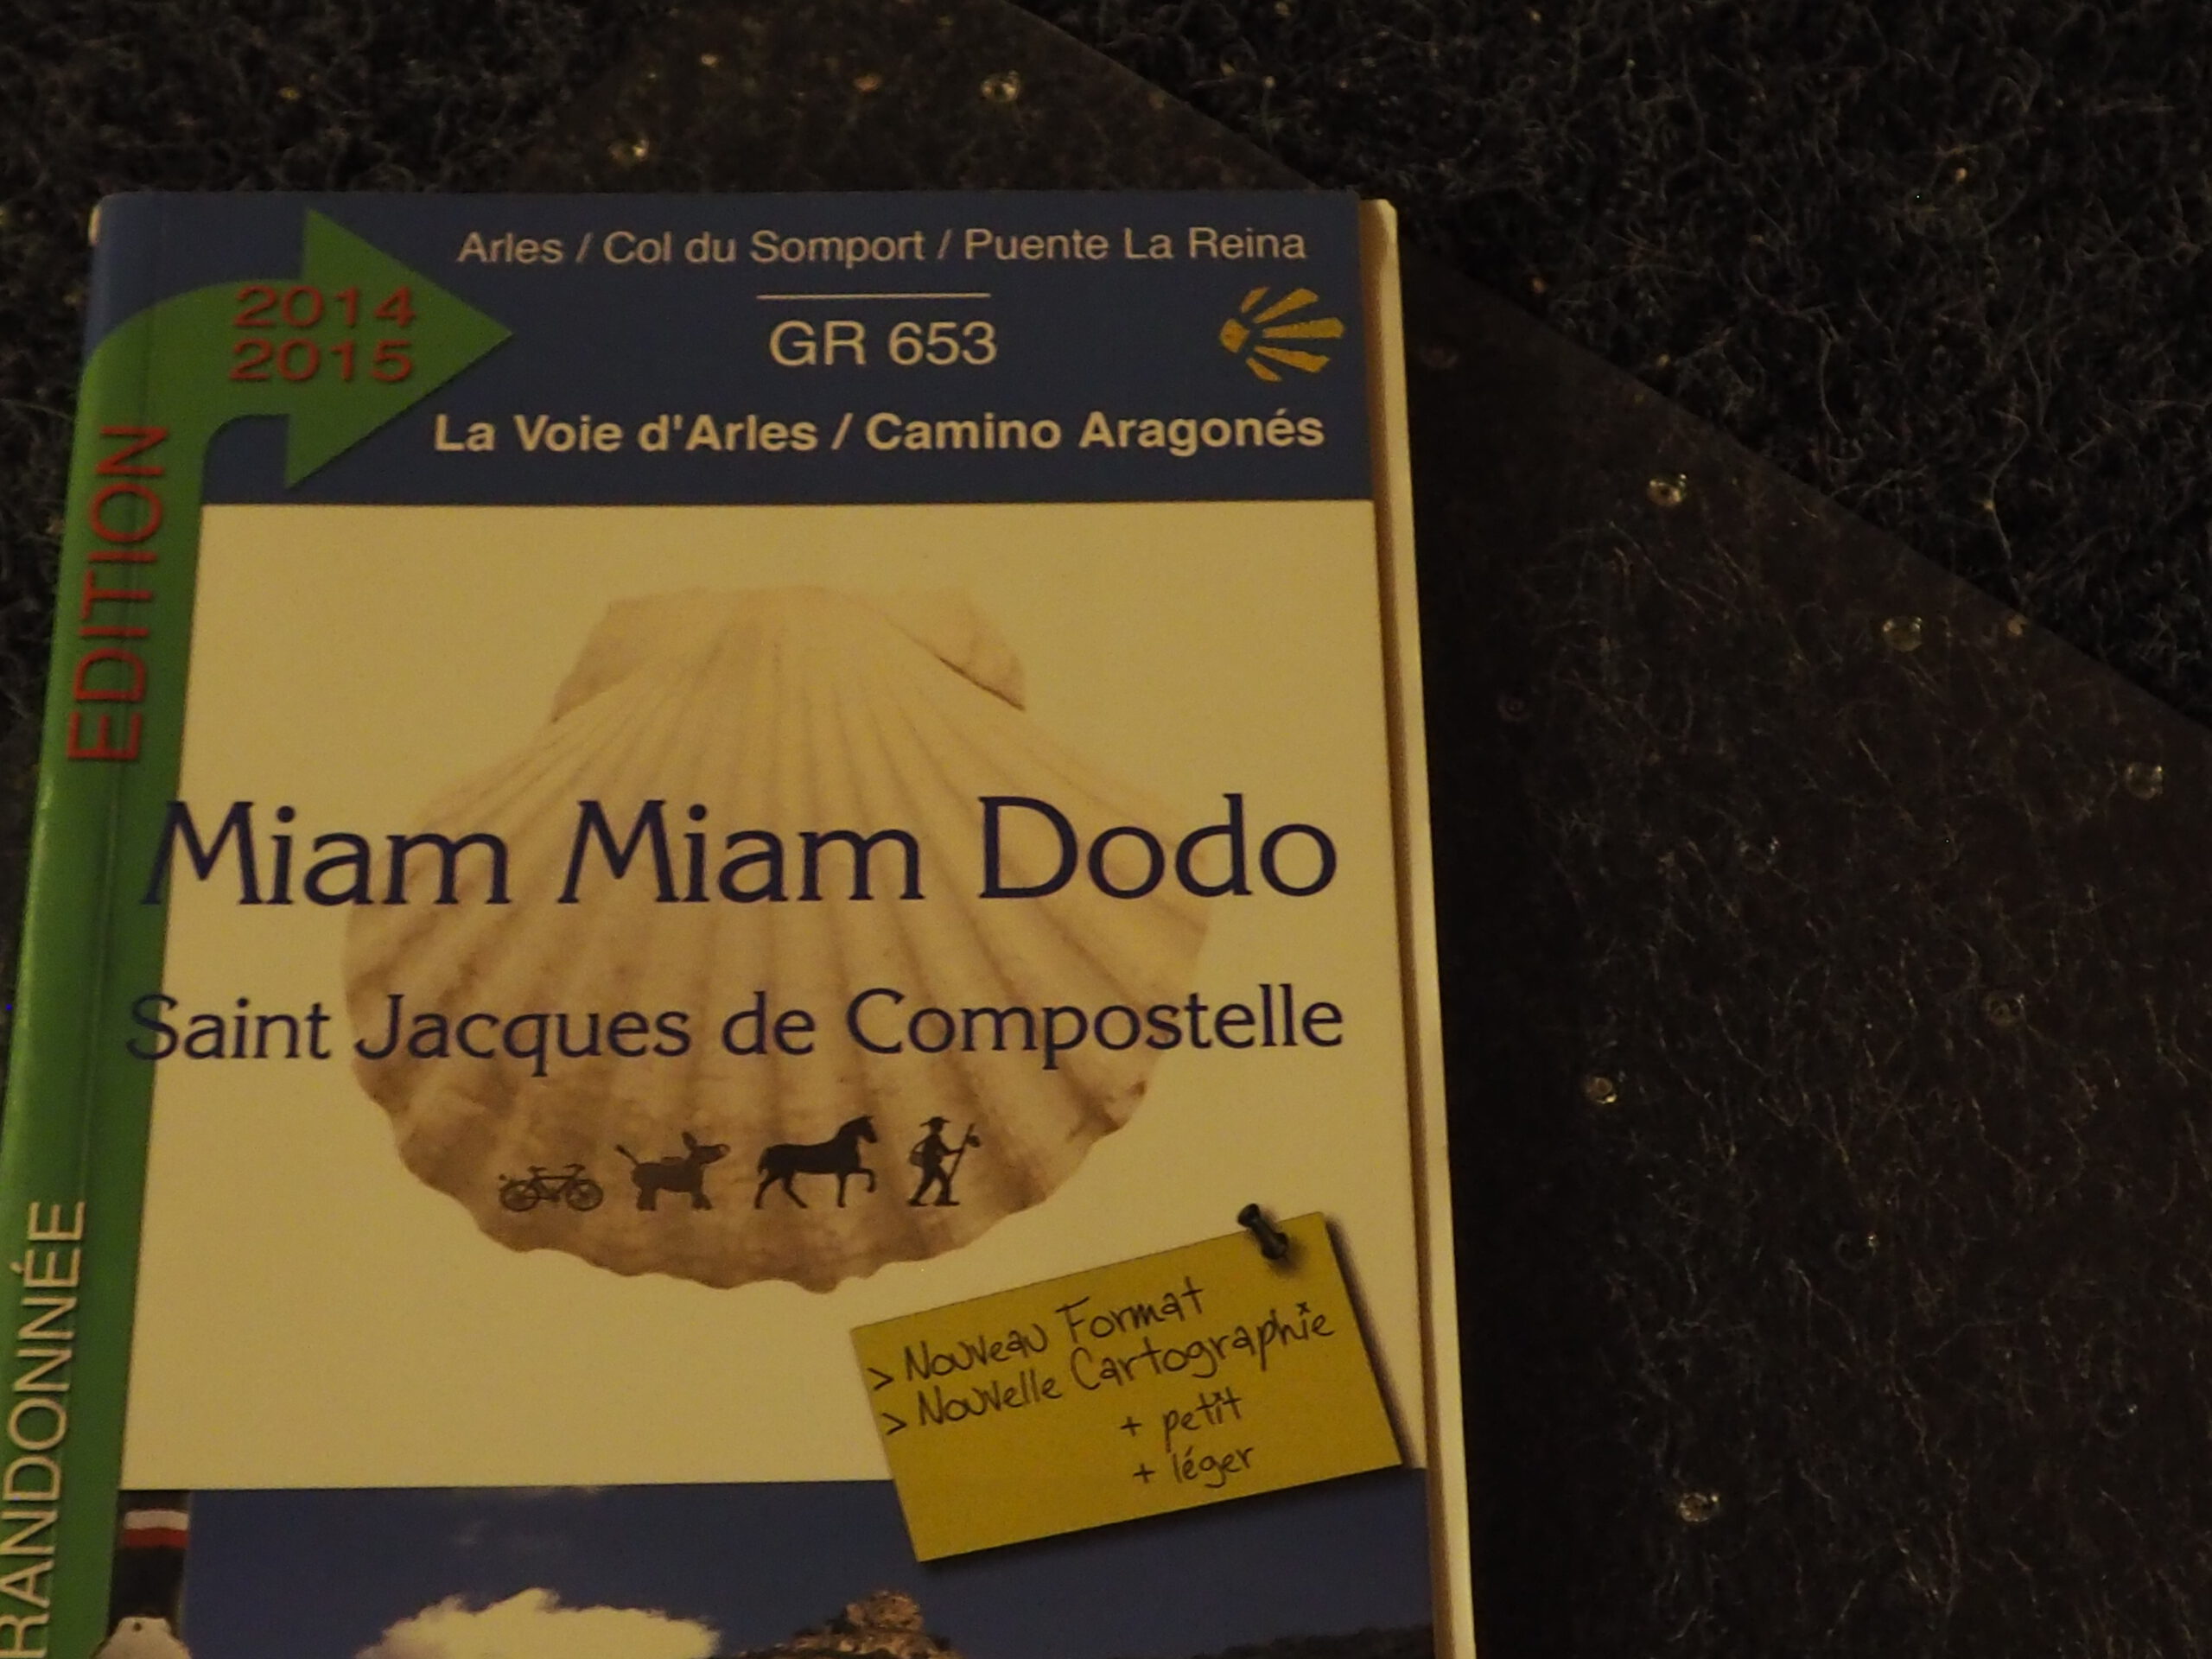 Arles / Col du Somport / Puente La Reina
2014
2015
GR 653
La Voie d'Arles / Camino Aragonés
EDITION
Miam Miam Dodo
Saint Jacques de Compostelle
RANDONNÉE
> Nouveau Format
> Nouvelle Cartographie
+ petit
+ léger